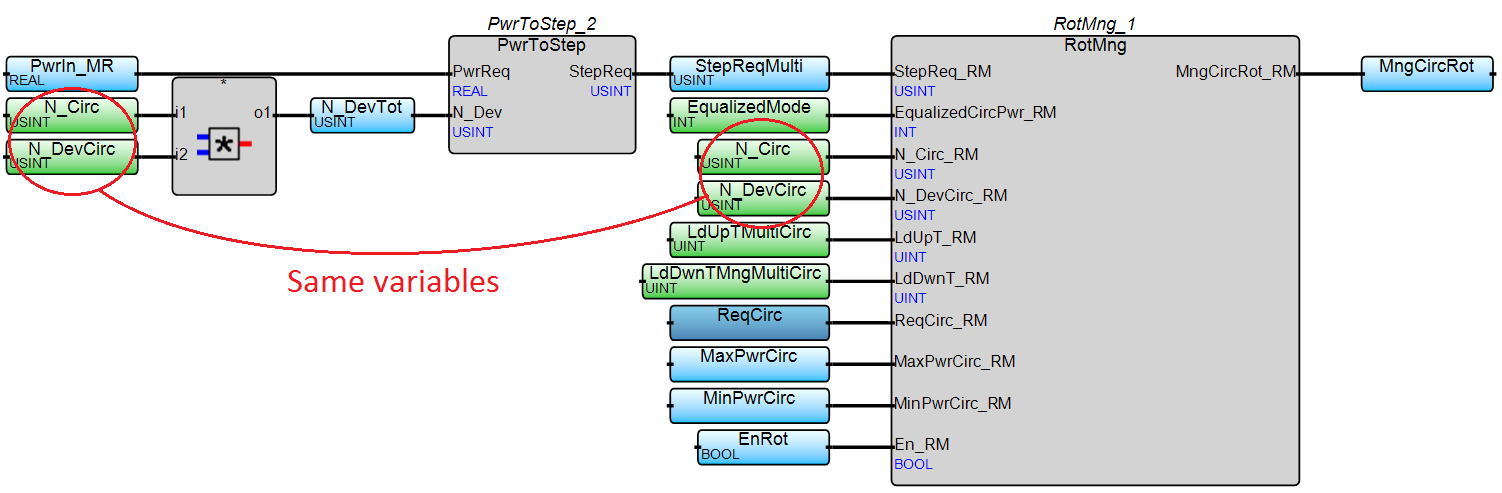 PwrToStep_2
RotMng_1
PwrIn_MR
REAL
N_Circ
USINT
N_DevCirc
USINT
*
i1
o1
i2
*
N_DevTot
USINT
PwrToStep
PwrReq
StepReq
REAL
USINT
N_Dev
USINT
StepReqMulti
USINT
EqualizedMode
INT
N_Circ
USINT
N_DevCirc
USINT
LdUpTMultiCirc
UINT
LdDwnTMngMultiCirc
UINT
ReqCirc
MaxPwrCirc
MinPwrCirc
EnRot
BOOL
RotMng
StepReq_RM
MngCircRot_RM
USINT
EqualizedCircPwr_RM
INT
N_Circ_RM
USINT
N_DevCirc_RM
USINT
LdUpT_RM
UINT
LdDwnT_RM
UINT
ReqCirc_RM
MaxPwrCirc_RM
MinPwrCirc_RM
En_RM
BOOL
MngCircRot
Same variables